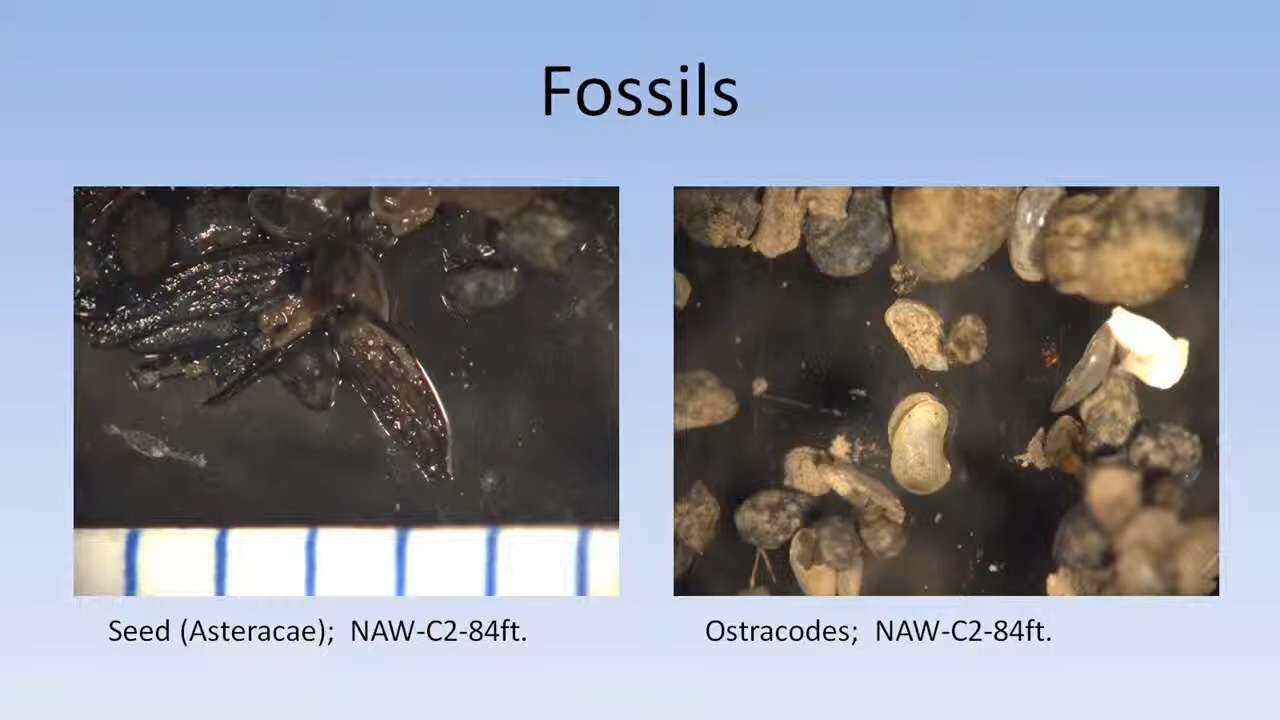 Fossils
Seed (Asteracae); NAW-C2-84ft.
Ostracodes; NAW-C2-84ft.